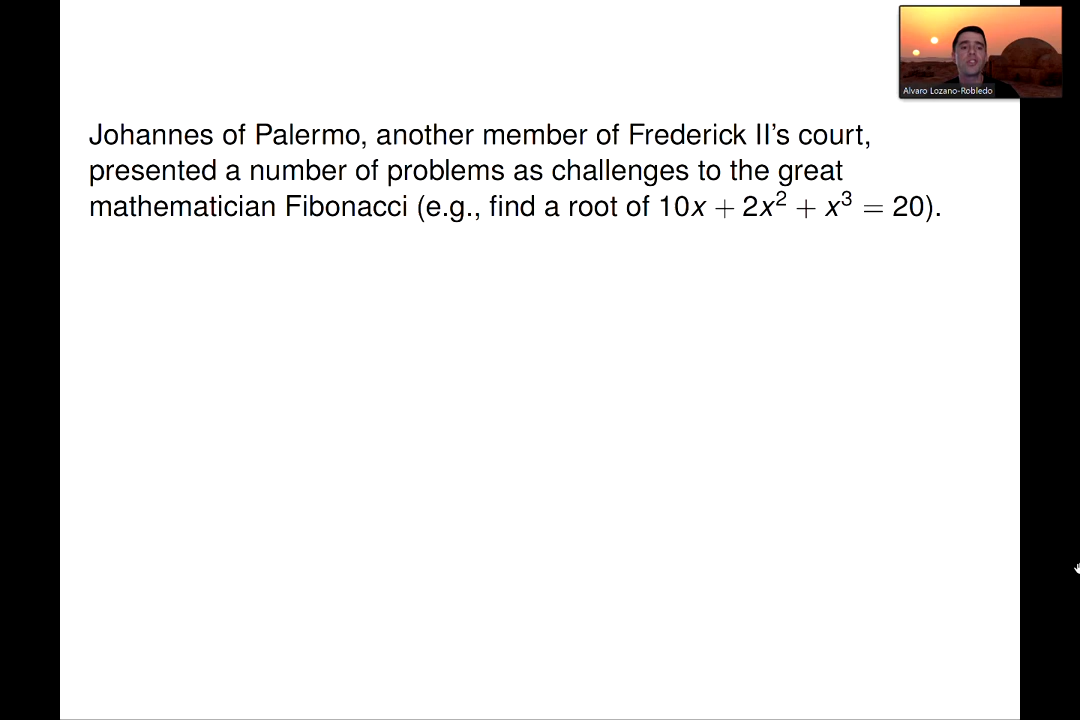 Alvaro Lozano-Robledo
Johannes of Palermo, another member of Frederick II's court,
presented a number of problems as challenges to the great
mathematician Fibonacci (e.g., find a root of 10x + 2x² + x³ = 20).